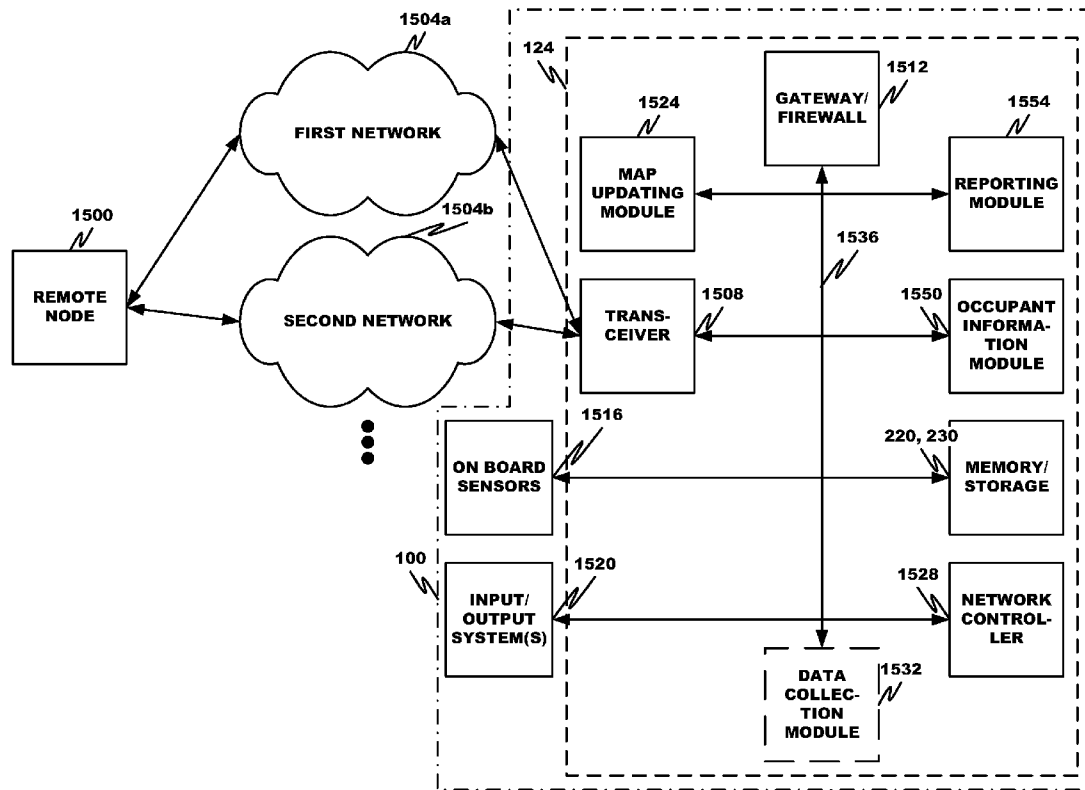 1504a
FIRST NETWORK
1504b
SECOND NETWORK
1500
REMOTE
NODE
124
1512
GATEWAY/
FIREWALL
1524
MAP
UPDATING
MODULE
1554
REPORTING
MODULE
1536
TRANS-
CEIVER
1508
1550
OCCUPANT
INFORMA-
TION
MODULE
1516
ON BOARD
SENSORS
220, 230
MEMORY/
STORAGE
100
1520
INPUT/
OUTPUT
SYSTEM(S)
1528
NETWORK
CONTROL-
LER
DATA
COLLEC-
TION
MODULE
1532